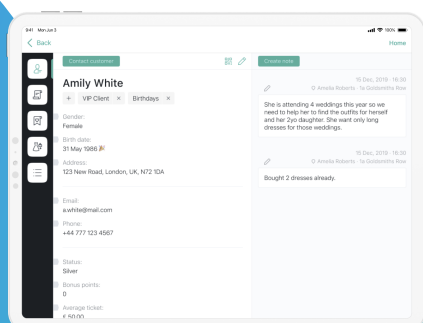 9:41 Mon Jun 3
100%
Back
Home
Contact customer
Create note
Amily White
+ VIP Client × Birthdays ×
Gender:
Female
Birth date:
31 May 1986
Address:
123 New Road, London, UK, N72 1DA
Email:
a.white@mail.com
Phone:
+44 777 123 4567
Status:
Silver
Bonus points:
0
Average ticket:
£ 50.00
15 Dec, 2019 · 16:30
Amelia Roberts · 1a Goldsmiths Row
She is attending 4 weddings this year so we
need to help her to find the outfits for herself
and her 2yo daughter. She want only long
dresses for those weddings.
15 Dec, 2019 · 16:30
Amelia Roberts · 1a Goldsmiths Row
Bought 2 dresses already.